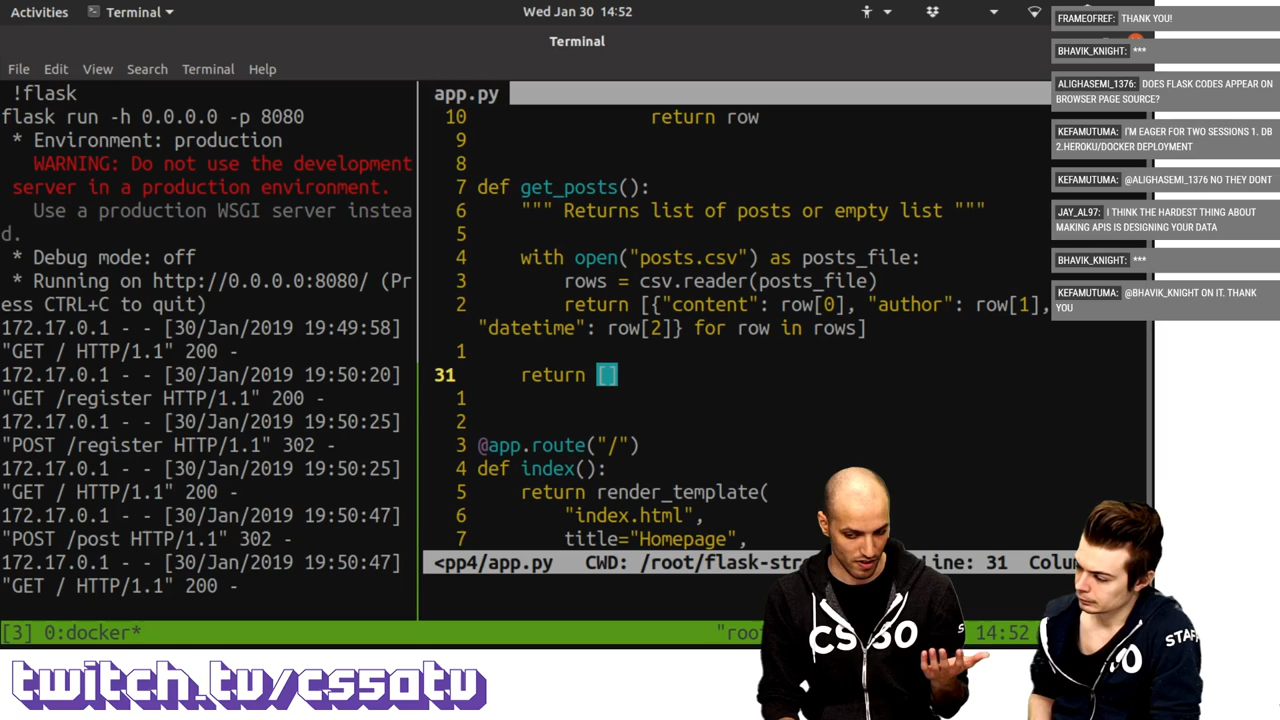 Activities Terminal Wed Jan 30 14:52
Terminal
File Edit View Search Terminal Help
!flask
flask run -h 0.0.0.0 -p 8080
* Environment: production
WARNING: Do not use the development
server in a production environment.
Use a production WSGI server instea
d.
* Debug mode: off
* Running on http://0.0.0.0:8080/ (Pr
ess CTRL+C to quit)
172.17.0.1 - - [30/Jan/2019 19:49:58]
"GET / HTTP/1.1" 200 -
172.17.0.1 - - [30/Jan/2019 19:50:20]
"GET /register HTTP/1.1" 200 -
172.17.0.1 - - [30/Jan/2019 19:50:25]
"POST /register HTTP/1.1" 302 -
172.17.0.1 - - [30/Jan/2019 19:50:25]
"GET / HTTP/1.1" 200 -
172.17.0.1 - - [30/Jan/2019 19:50:47]
"POST /post HTTP/1.1" 302 -
172.17.0.1 - - [30/Jan/2019 19:50:47]
"GET / HTTP/1.1" 200 -
app.py
10 return row
9
8
7 def get_posts():
6 """ Returns list of posts or empty list """
5
4 with open("posts.csv") as posts_file:
3 rows = csv.reader(posts_file)
2 return [{"content": row[0], "author": row[1],
"datetime": row[2]} for row in rows]
1
31 return []
1
2
3 @app.route("/")
4 def index():
5 return render_template(
6 "index.html",
7 title="Homepage",
<pp4/app.py CWD: /root/flask-str Line: 31 Colu
[3] 0:docker* "roo 14:52
FRAMEOFREF: THANK YOU!
BHAVIK_KNIGHT: ***
ALIGHASEMI_1376: DOES FLASK CODES APPEAR ON
BROWSER PAGE SOURCE?
KEFAMUTUMA: I'M EAGER FOR TWO SESSIONS 1. DB
2.HEROKU/DOCKER DEPLOYMENT
KEFAMUTUMA: @ALIGHASEMI_1376 NO THEY DONT
JAY_AL97: I THINK THE HARDEST THING ABOUT
MAKING APIS IS DESIGNING YOUR DATA
BHAVIK_KNIGHT: ***
KEFAMUTUMA: @BHAVIK_KNIGHT ON IT. THANK
YOU
CS50
STAFF
twitch.tv/cs50tv